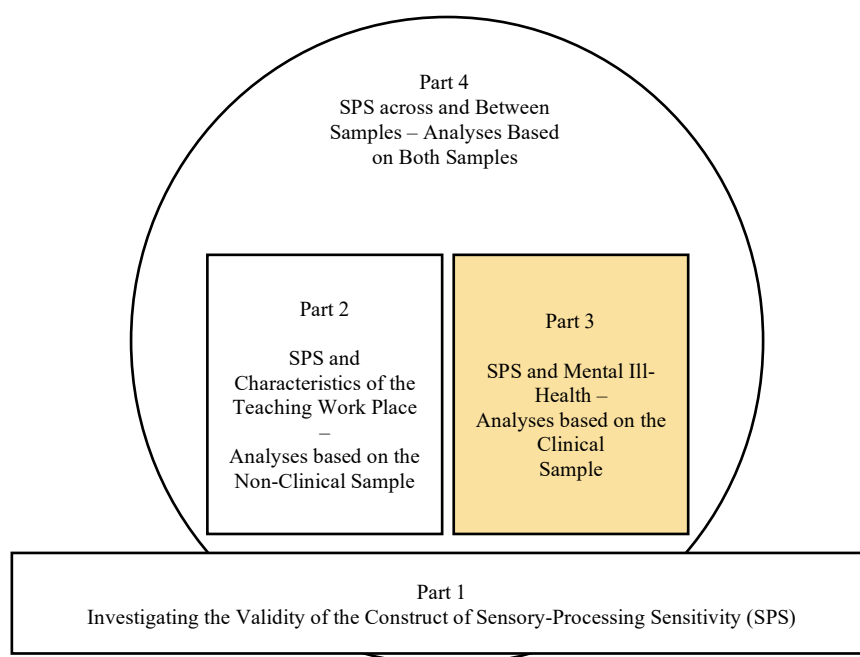 Part 4
SPS across and Between
Samples – Analyses Based
on Both Samples
Part 2
SPS and
Characteristics of the
Teaching Work Place
–
Analyses based on the
Non-Clinical Sample
Part 3
SPS and Mental Ill-
Health –
Analyses based on the
Clinical
Sample
Part 1
Investigating the Validity of the Construct of Sensory-Processing Sensitivity (SPS)